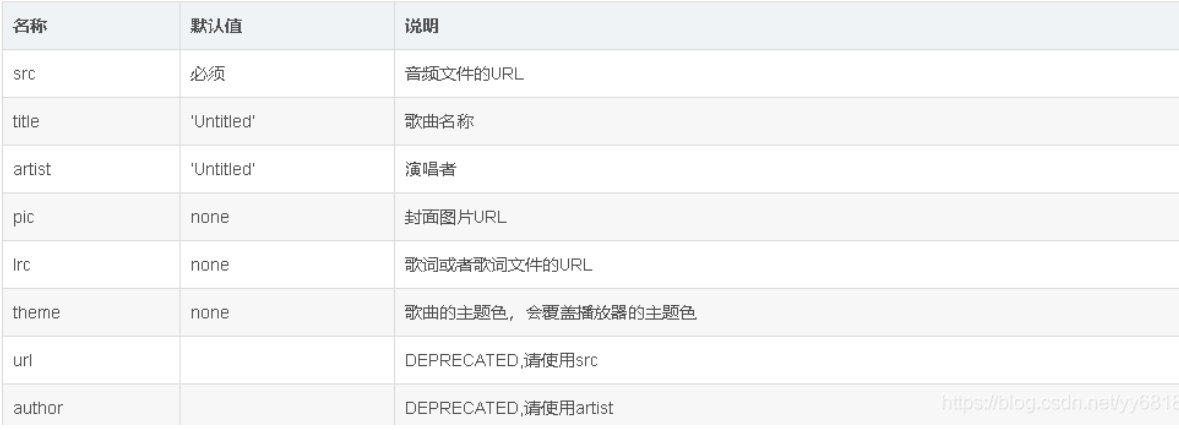 名称 默认值 说明
src 必须 音频文件的URL
title 'Untitled' 歌曲名称
artist 'Untitled' 演唱者
pic none 封面图片URL
lrc none 歌词或者歌词文件的URL
theme none 歌曲的主题色，会覆盖播放器的主题色
url DEPRECATED,请使用src
author DEPRECATED,请使用artist
https://blog.csdn.net/yy6818